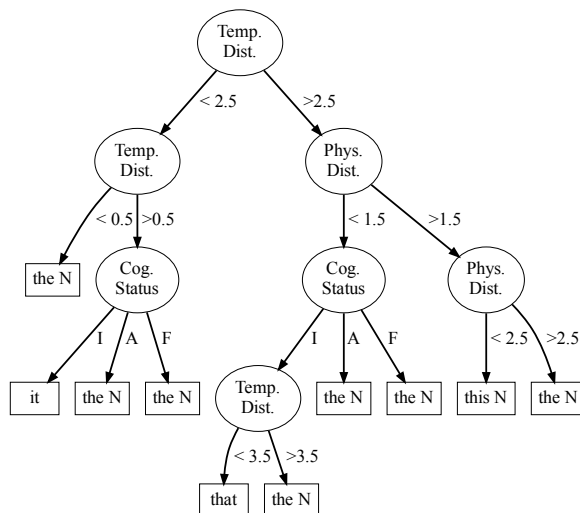 Temp.
Dist.
< 2.5
>2.5
Temp.
Dist.
Phys.
Dist.
< 0.5
>0.5
< 1.5
>1.5
the N
Cog.
Status
Cog.
Status
Phys.
Dist.
I
A
F
I
A
F
< 2.5
>2.5
it
the N
the N
Temp.
Dist.
the N
the N
this N
the N
< 3.5
>3.5
that
the N